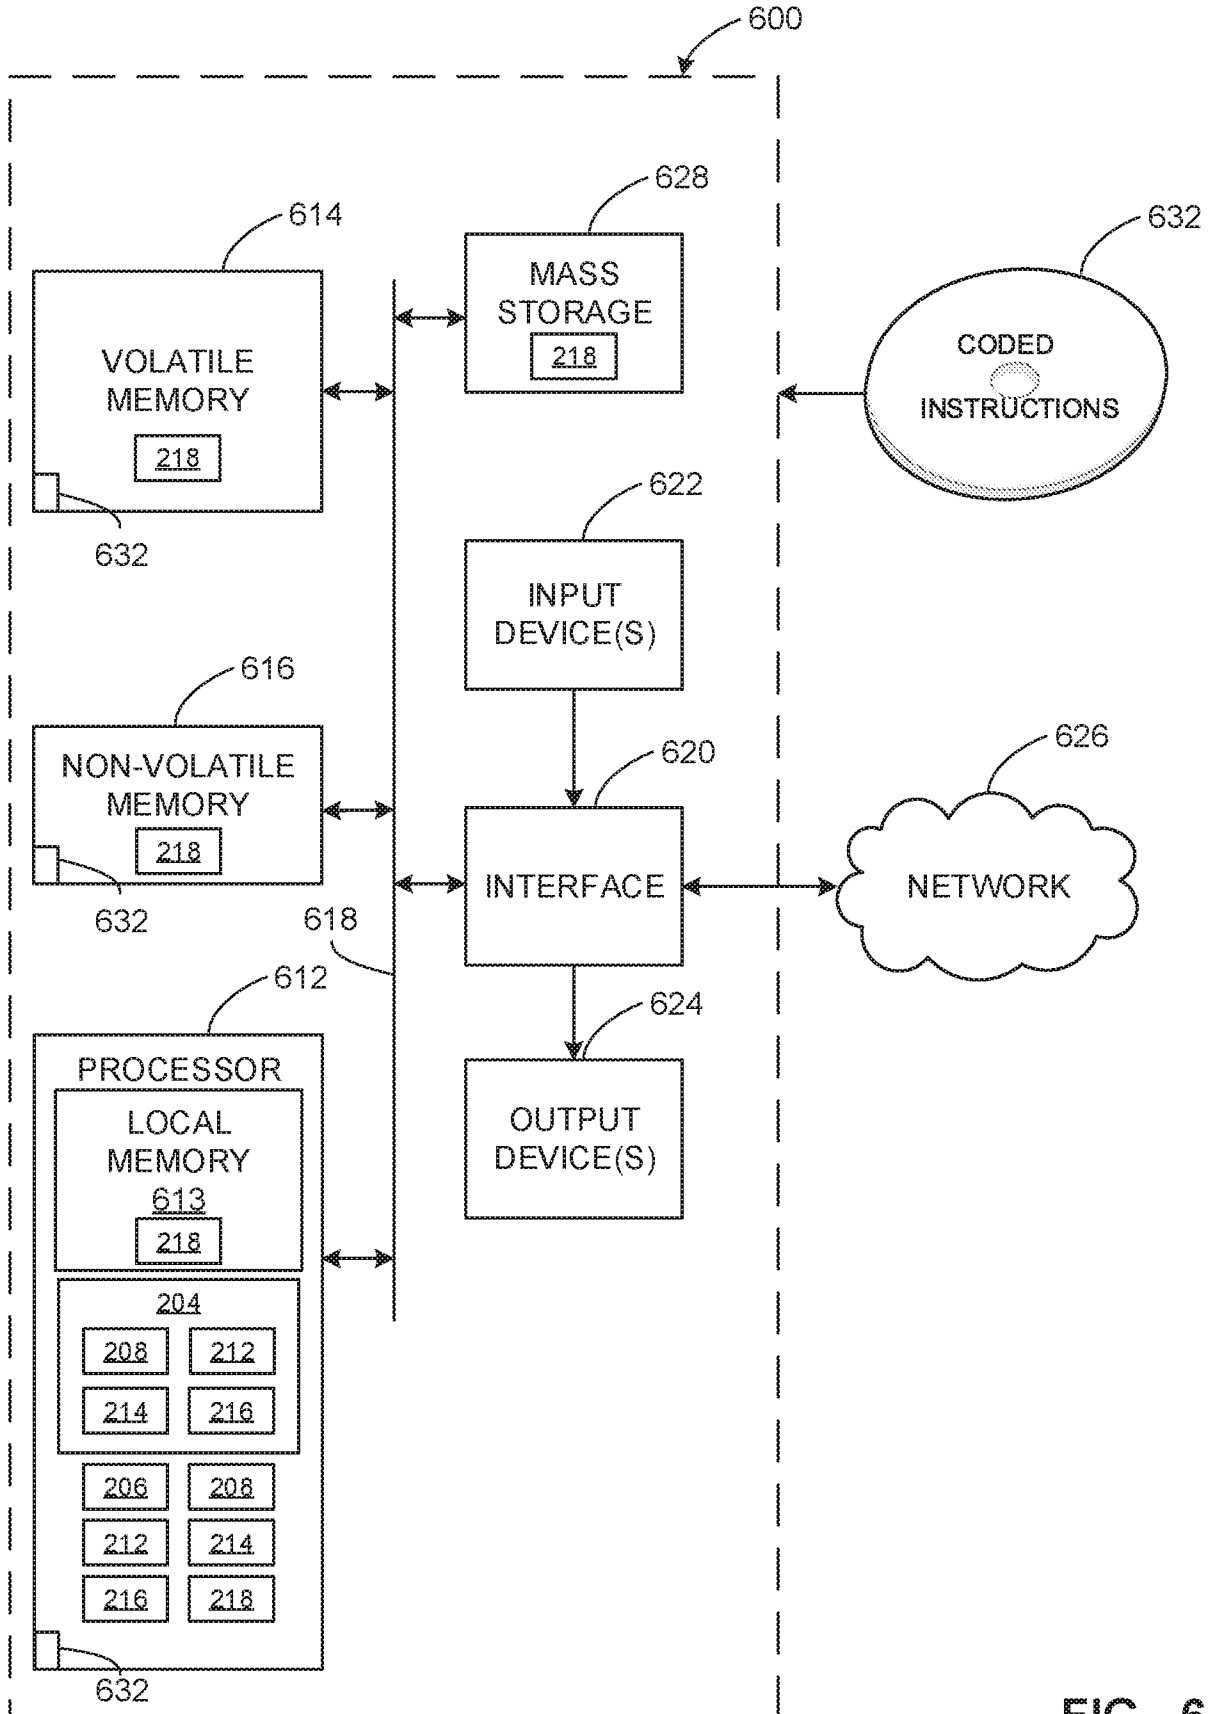 600
628
614
632
MASS
STORAGE
218
VOLATILE
MEMORY
218
632
CODED
INSTRUCTIONS
622
INPUT
DEVICE(S)
616
NON-VOLATILE
MEMORY
218
632
620
626
INTERFACE
NETWORK
618
612
624
PROCESSOR
LOCAL
MEMORY
613
218
OUTPUT
DEVICE(S)
204
208 212
214 216
206 208
212 214
216 218
632